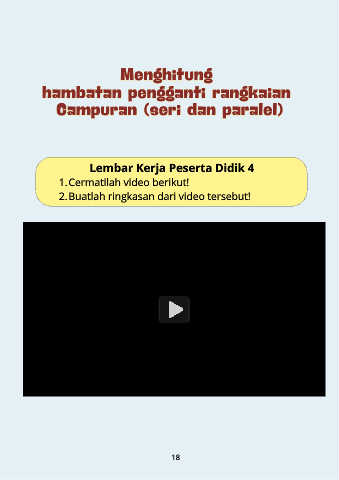 Menghitung
hambatan pengganti rangkaian
Campuran (seri dan paralel)
Lembar Kerja Peserta Didik 4
1. Cermatilah video berikut!
2. Buatlah ringkasan dari video tersebut!
18